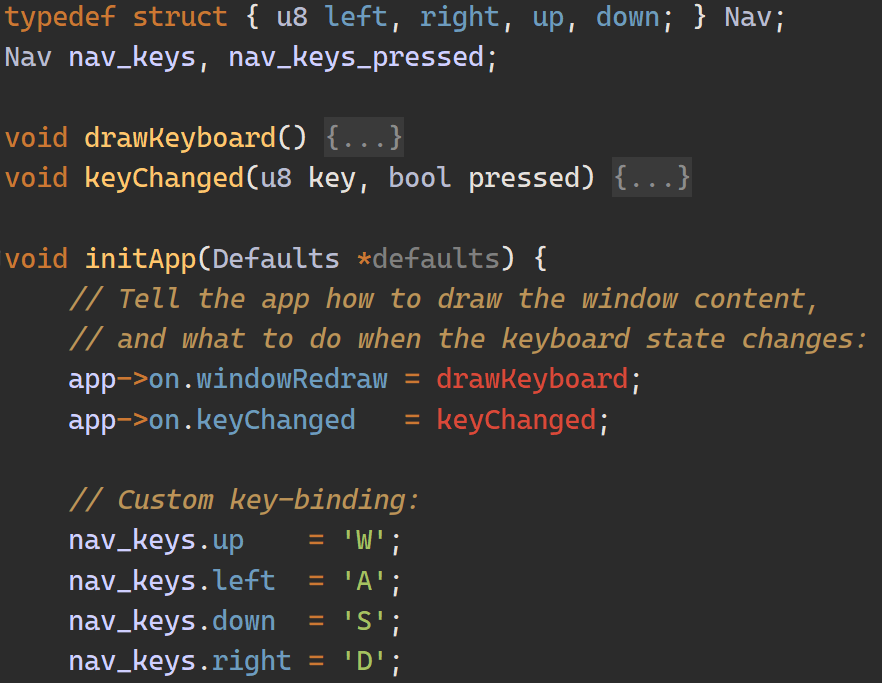 typedef struct { u8 left, right, up, down; } Nav;
Nav nav_keys, nav_keys_pressed;

void drawKeyboard() {...}
void keyChanged(u8 key, bool pressed) {...}

void initApp(Defaults *defaults) {
    // Tell the app how to draw the window content,
    // and what to do when the keyboard state changes:
    app->on.windowRedraw = drawKeyboard;
    app->on.keyChanged   = keyChanged;

    // Custom key-binding:
    nav_keys.up    = 'W';
    nav_keys.left  = 'A';
    nav_keys.down  = 'S';
    nav_keys.right = 'D';